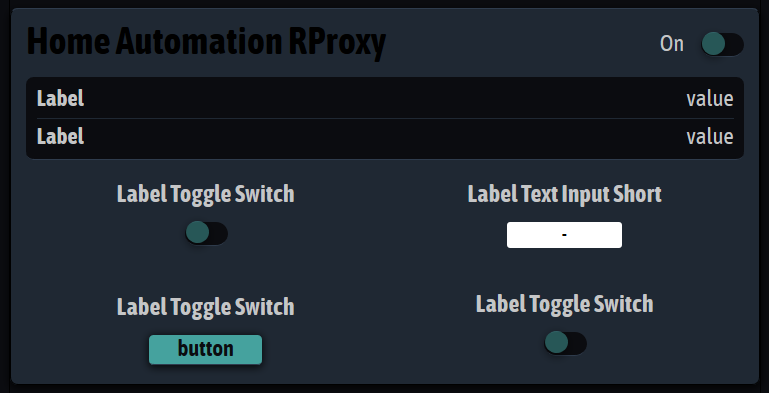 Home Automation RProxy
On
Label value
Label value
Label Toggle Switch
Label Text Input Short
-
Label Toggle Switch
Label Toggle Switch
button